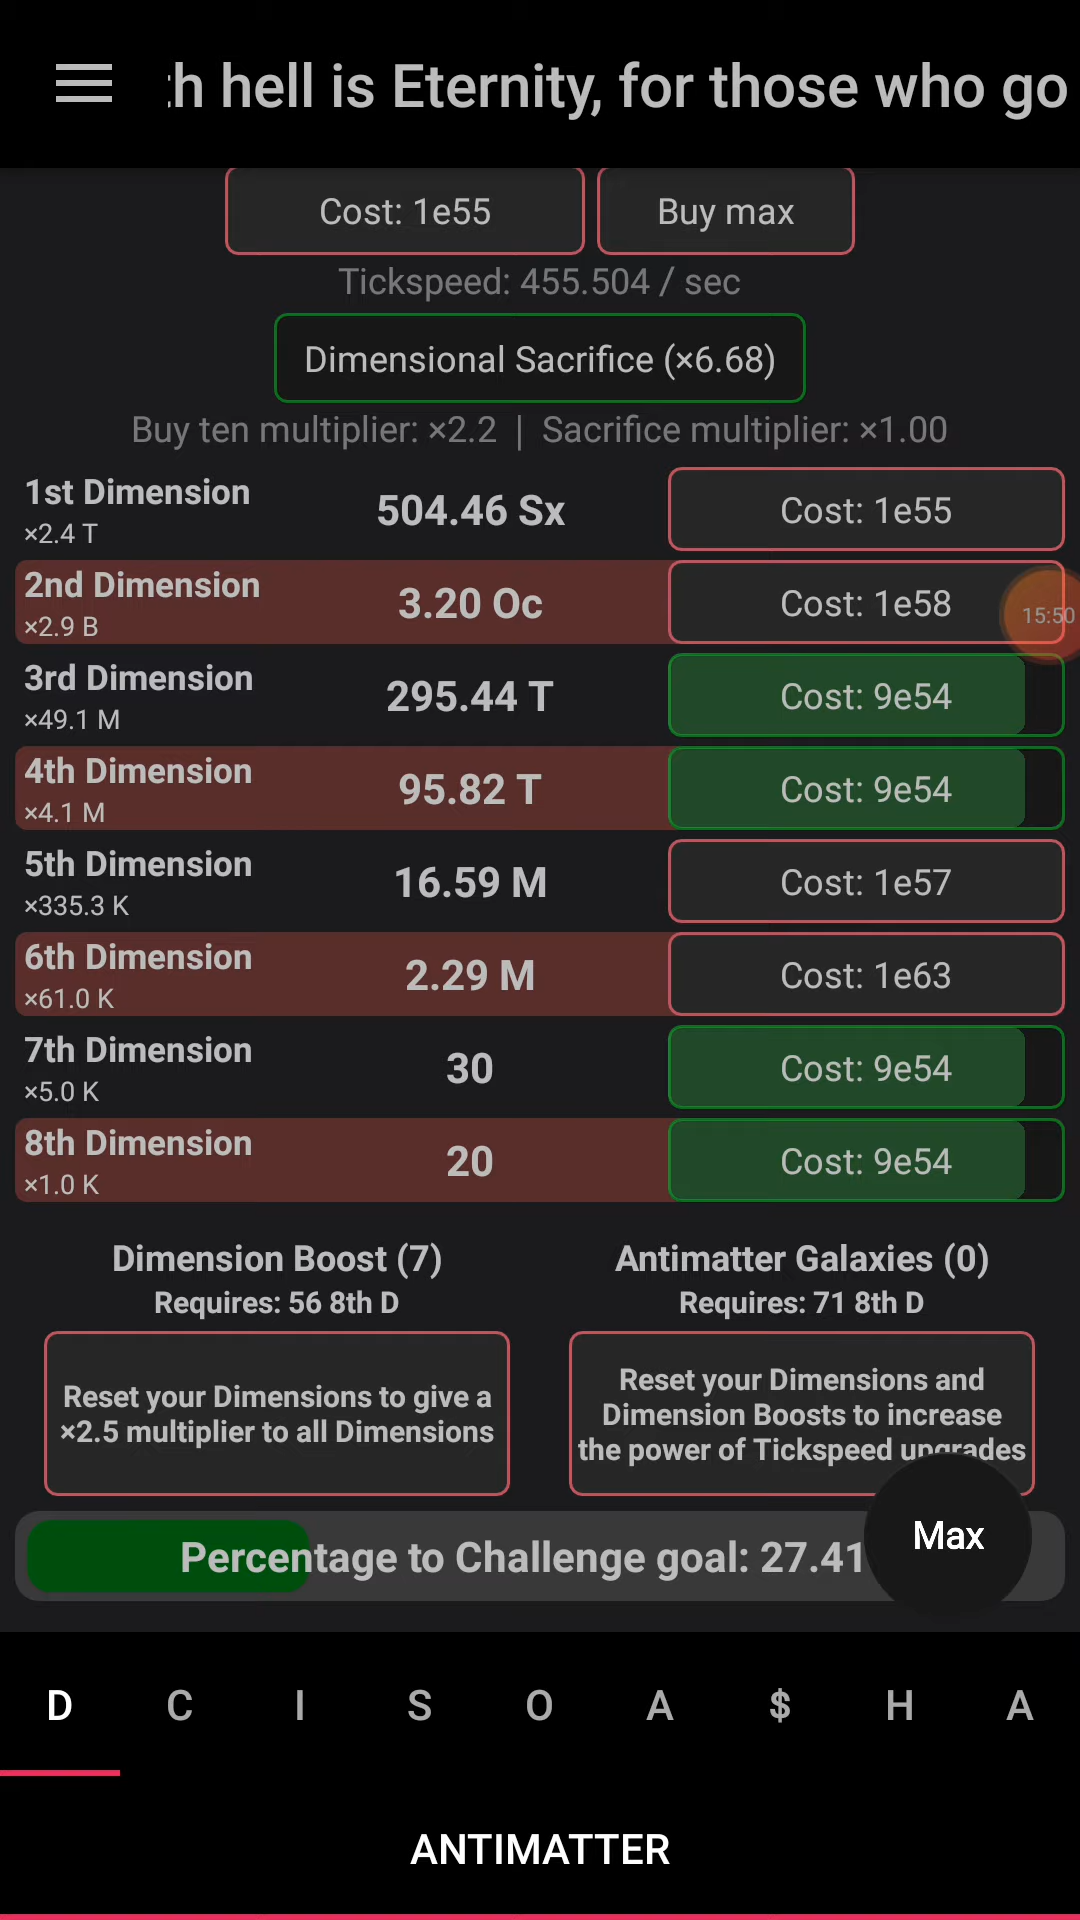 h hell is Eternity, for those who go
Cost: 1e55
Buy max
Tickspeed: 455.504 / sec
Dimensional Sacrifice (×6.68)
Buy ten multiplier: ×2.2 | Sacrifice multiplier: ×1.00
1st Dimension
×2.4 T
504.46 Sx
Cost: 1e55
2nd Dimension
×2.9 B
3.20 Oc
Cost: 1e58
15:50
3rd Dimension
×49.1 M
295.44 T
Cost: 9e54
4th Dimension
×4.1 M
95.82 T
Cost: 9e54
5th Dimension
×335.3 K
16.59 M
Cost: 1e57
6th Dimension
×61.0 K
2.29 M
Cost: 1e63
7th Dimension
×5.0 K
30
Cost: 9e54
8th Dimension
×1.0 K
20
Cost: 9e54
Dimension Boost (7)
Requires: 56 8th D
Reset your Dimensions to give a
×2.5 multiplier to all Dimensions
Antimatter Galaxies (0)
Requires: 71 8th D
Reset your Dimensions and
Dimension Boosts to increase
the power of Tickspeed upgrades
Percentage to Challenge goal: 27.41
Max
D C I S O A $ H A
ANTIMATTER